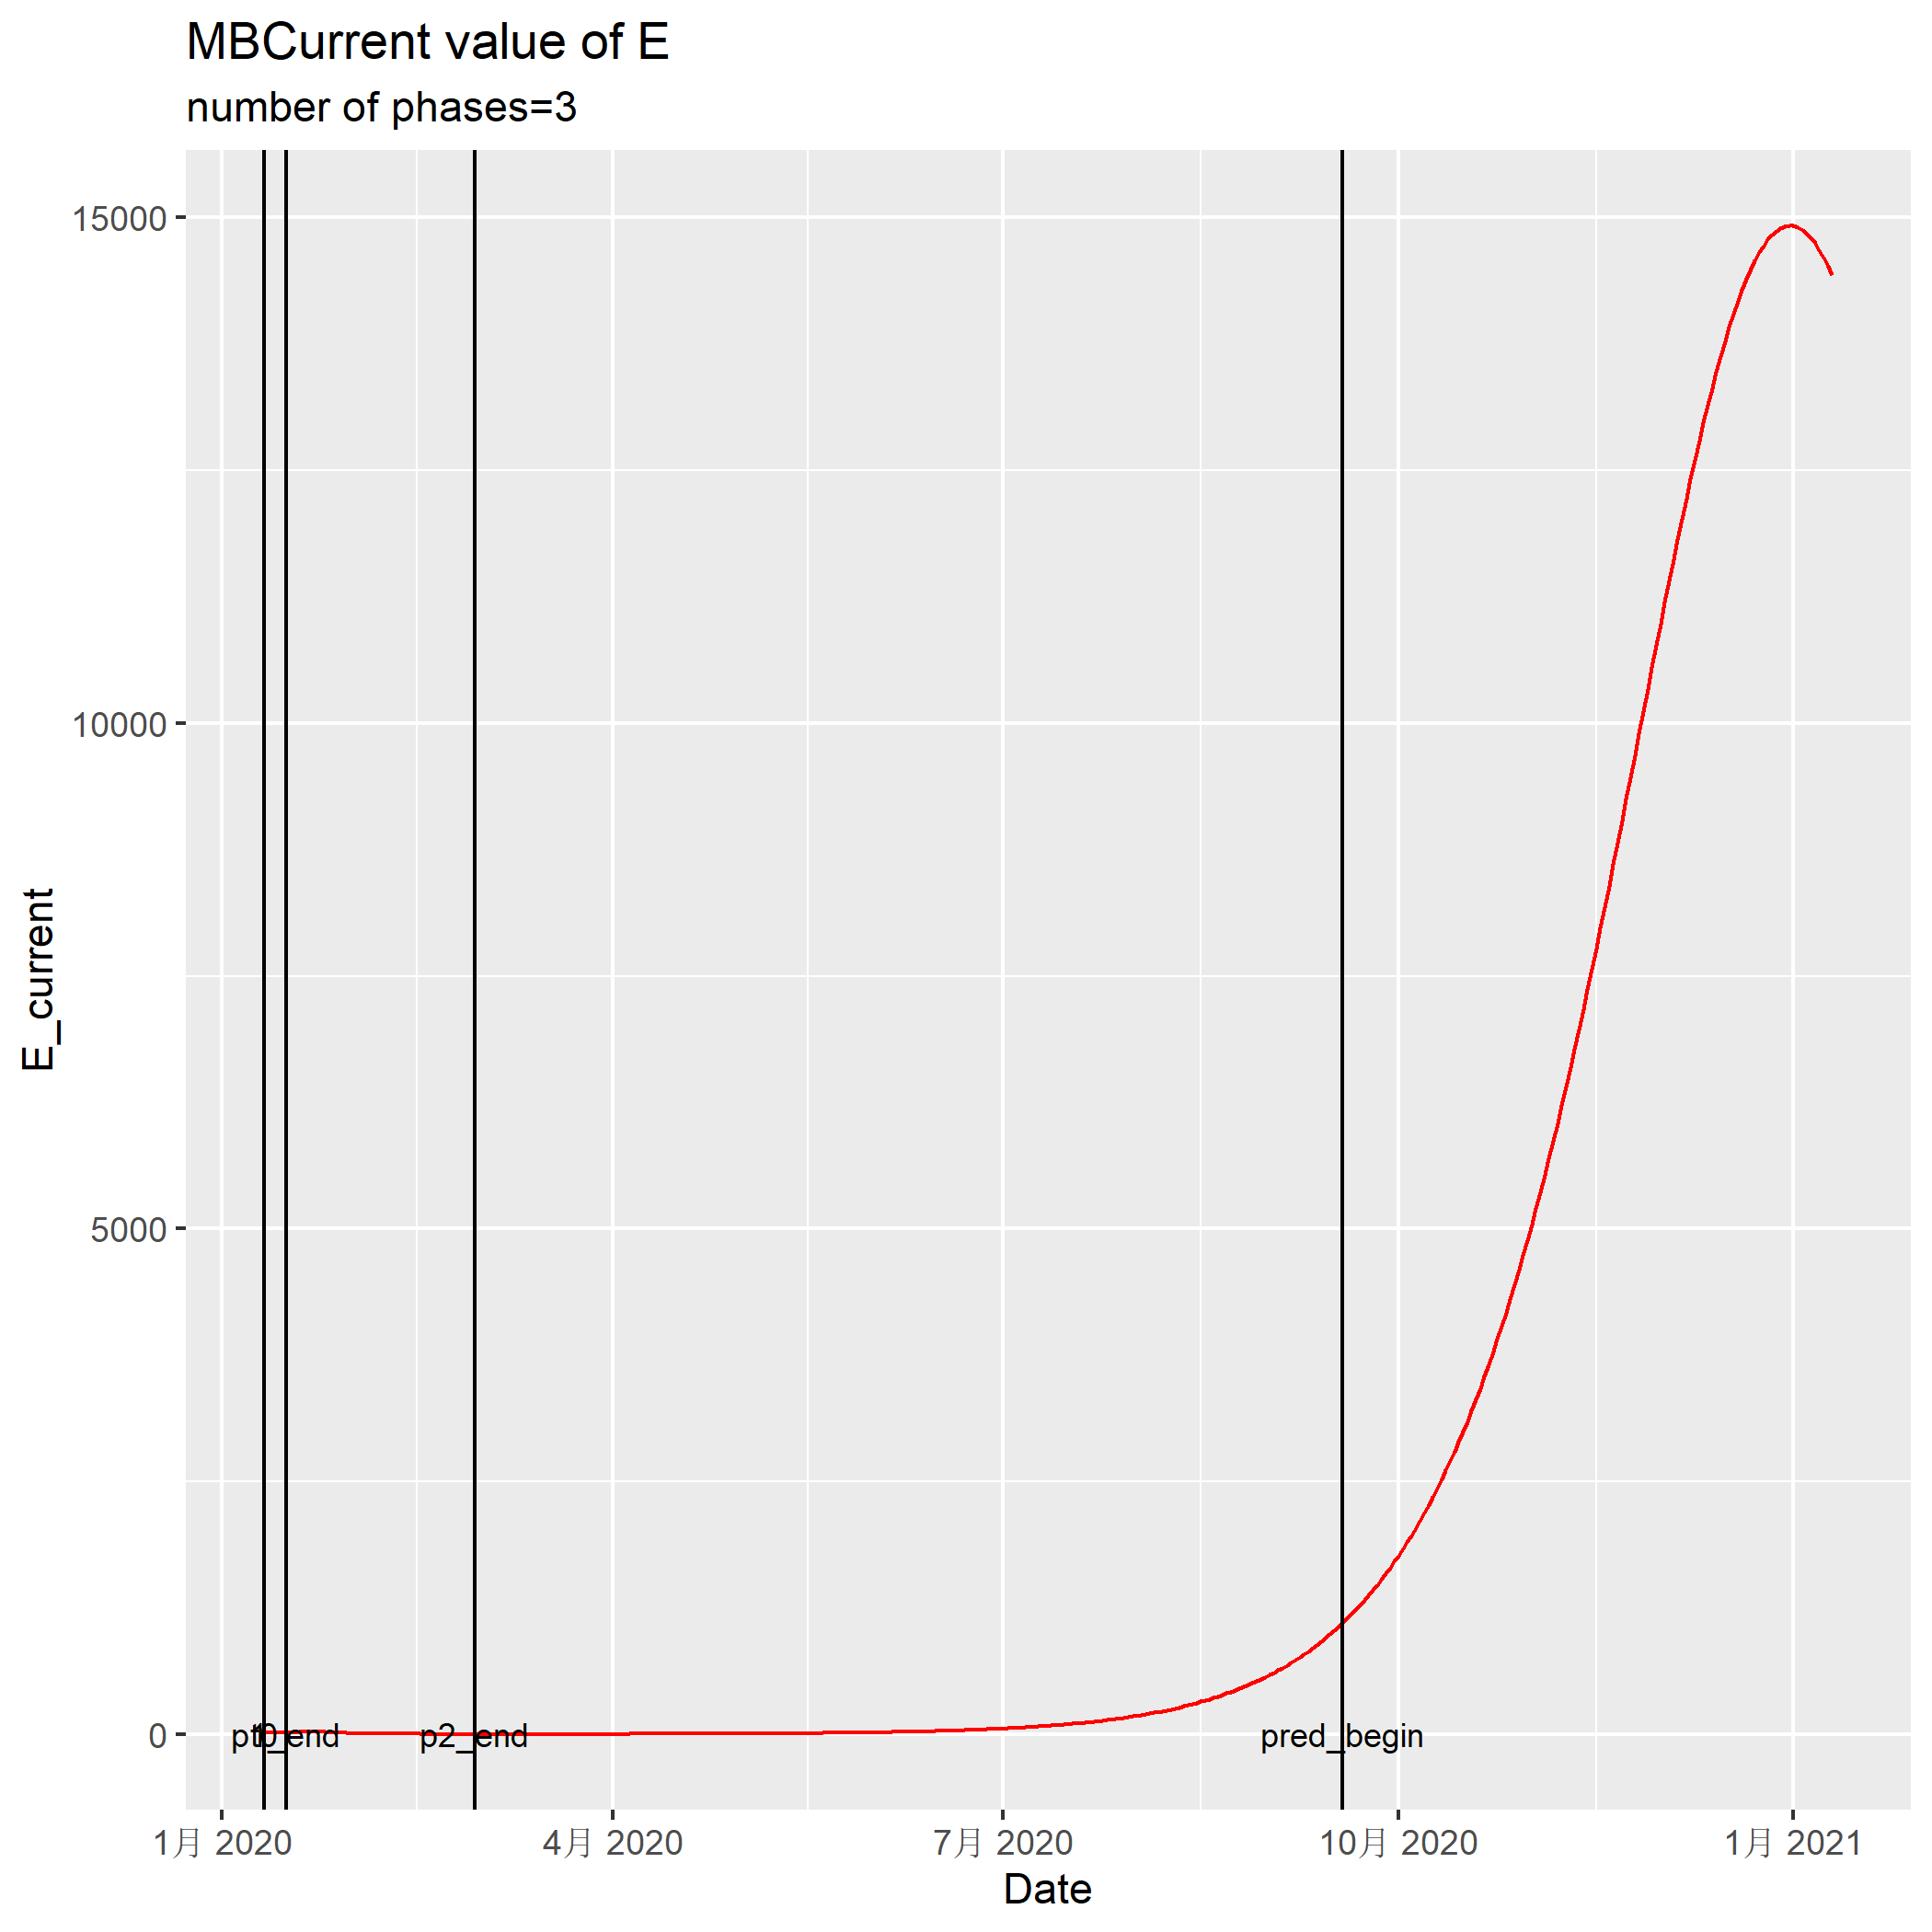 MBCurrent value of E
number of phases=3
15000
10000
5000
0
E_current
p2_end
pred_begin
1月 2020
4月 2020
7月 2020
10月 2020
1月 2021
Date